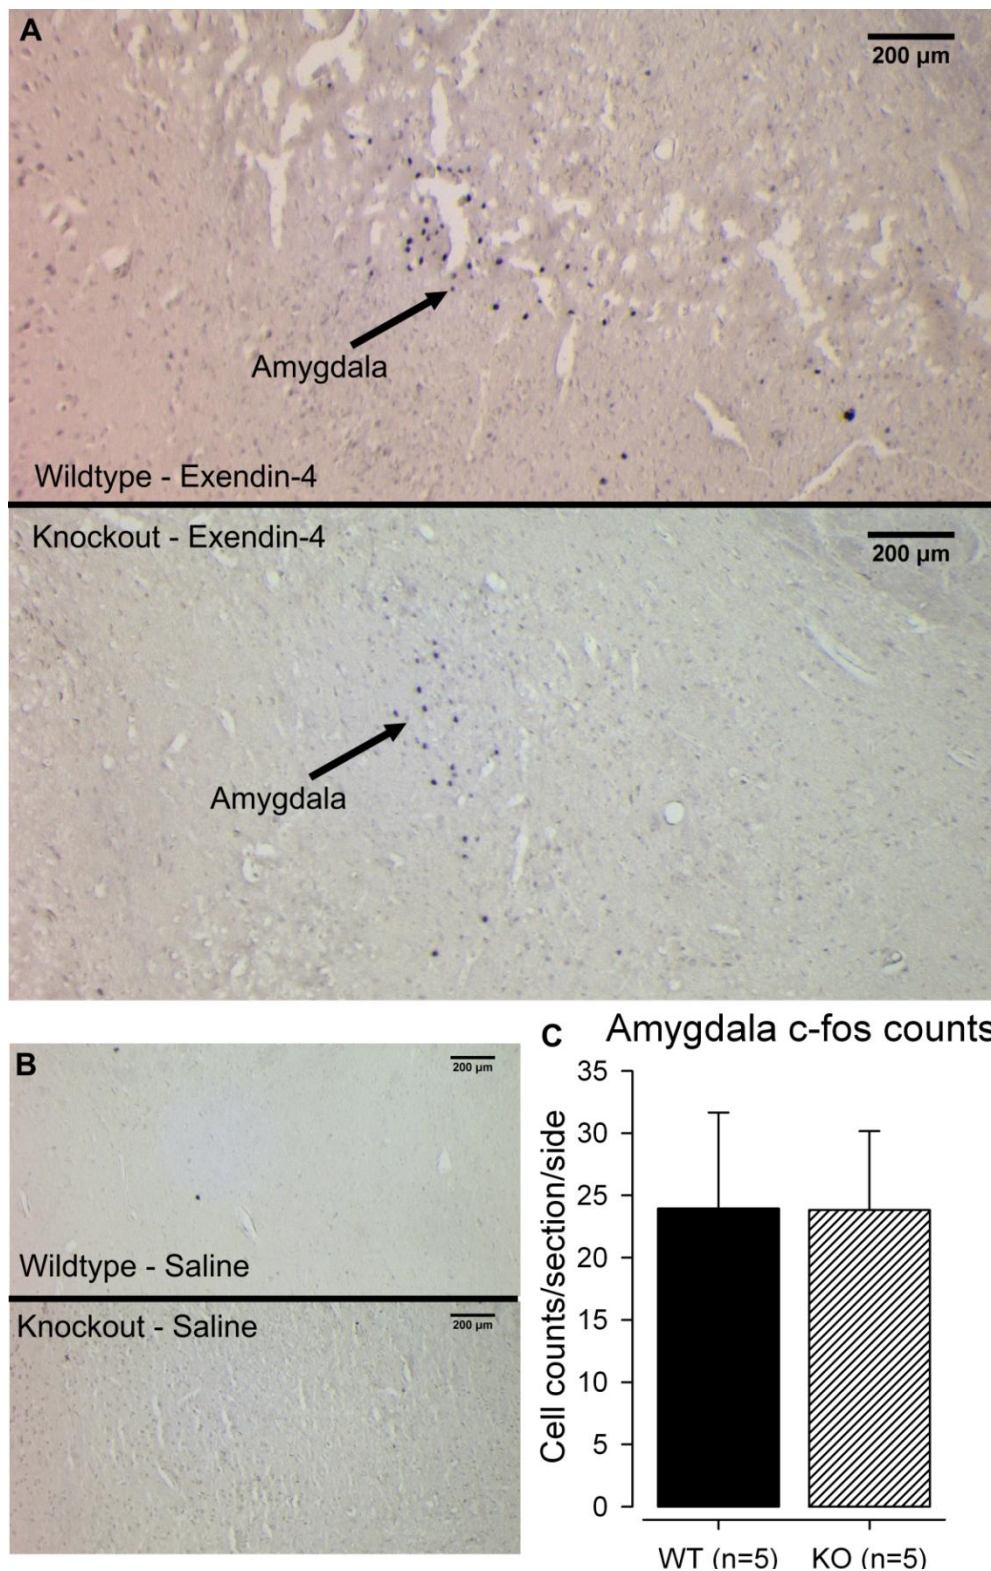 A
200 µm
Amygdala
Wildtype - Exendin-4
Knockout - Exendin-4
200 µm
Amygdala
B
200 µm
Wildtype - Saline
Knockout - Saline
200 µm
C
Amygdala c-fos counts
Cell counts/section/side
35
30
25
20
15
10
5
0
WT (n=5)
KO (n=5)